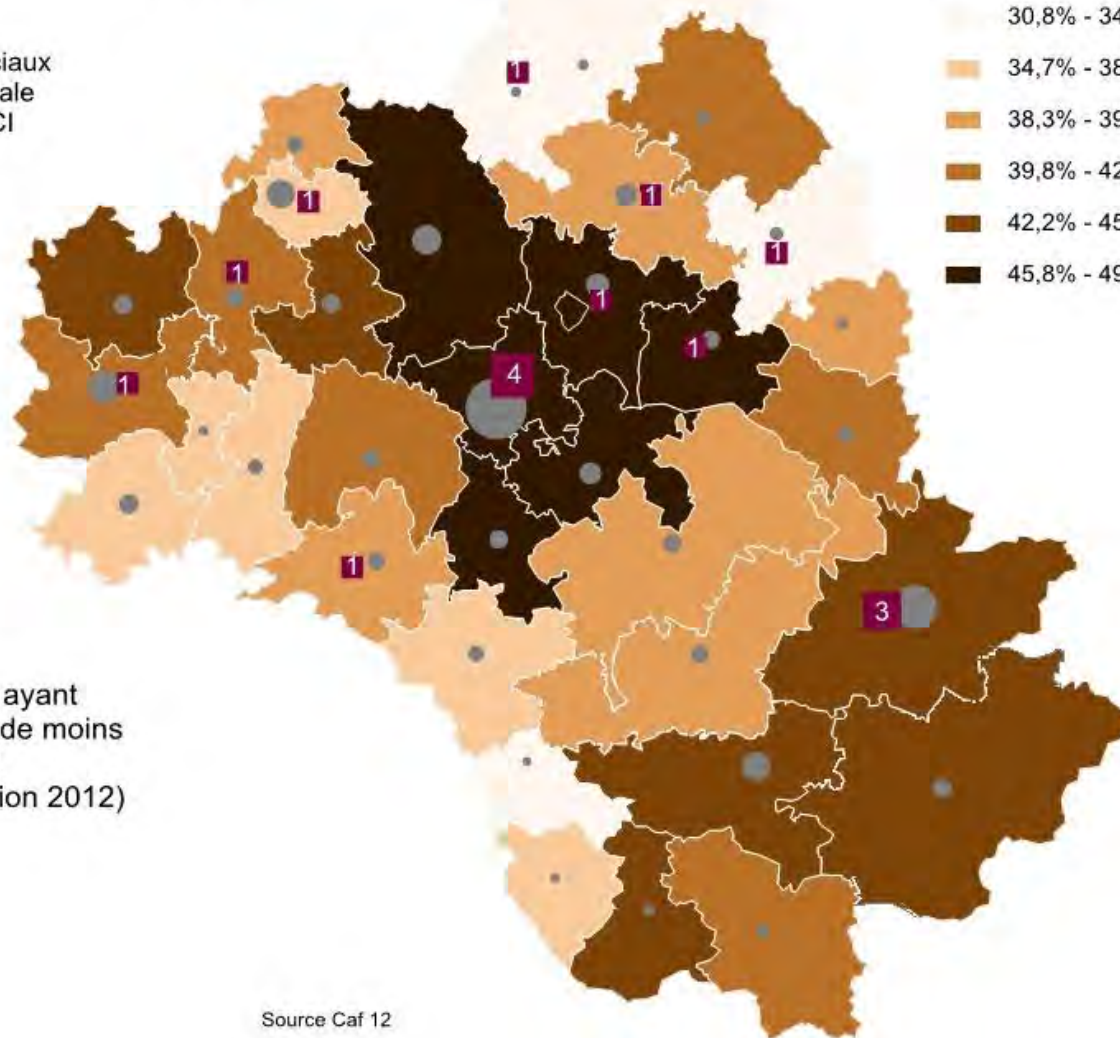 siaux
ale
CI
30,8% - 34
34,7% - 38
38,3% - 39
39,8% - 42
42,2% - 45
45,8% - 49
1
1
1
1
1
1
1
1
4
1
3
ayant
de moins
ion 2012)
Source Caf 12